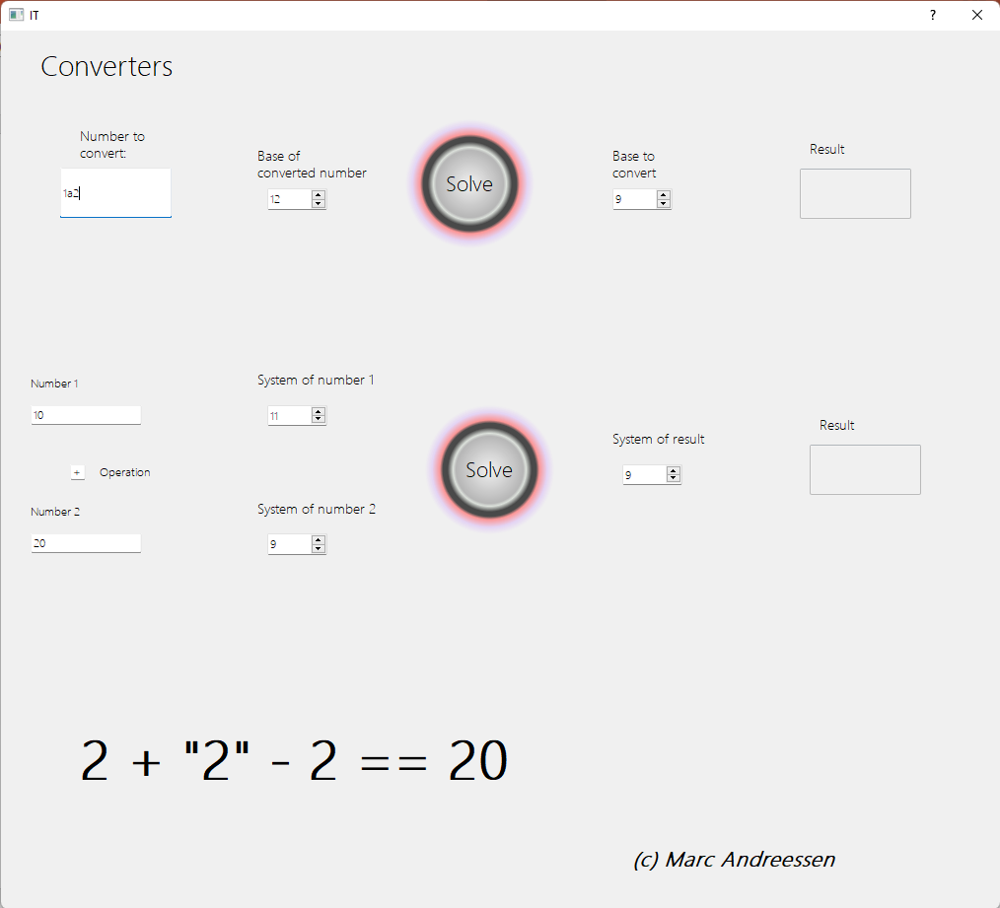 IT
?
Converters
Number to
convert:
1a2
Base of
converted number
12
Solve
Base to
convert
9
Result
Number 1
10
System of number 1
11
+
Operation
Number 2
20
System of number 2
9
Solve
System of result
9
Result
2 + "2" - 2 == 20
(c) Marc Andreessen